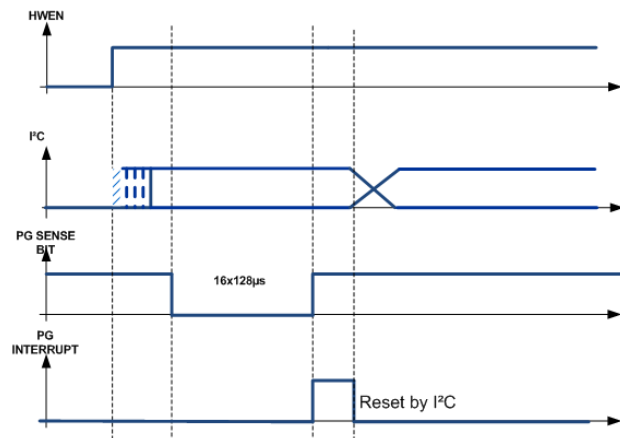 HWEN
I²C
PG SENSE
BIT
16x128µs
PG
INTERRUPT
Reset by I²C